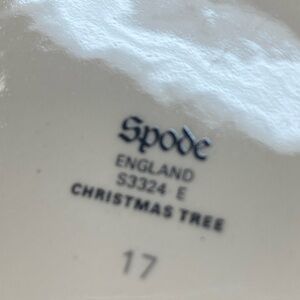 Spode
ENGLAND
S3324 E
CHRISTMAS TREE
17